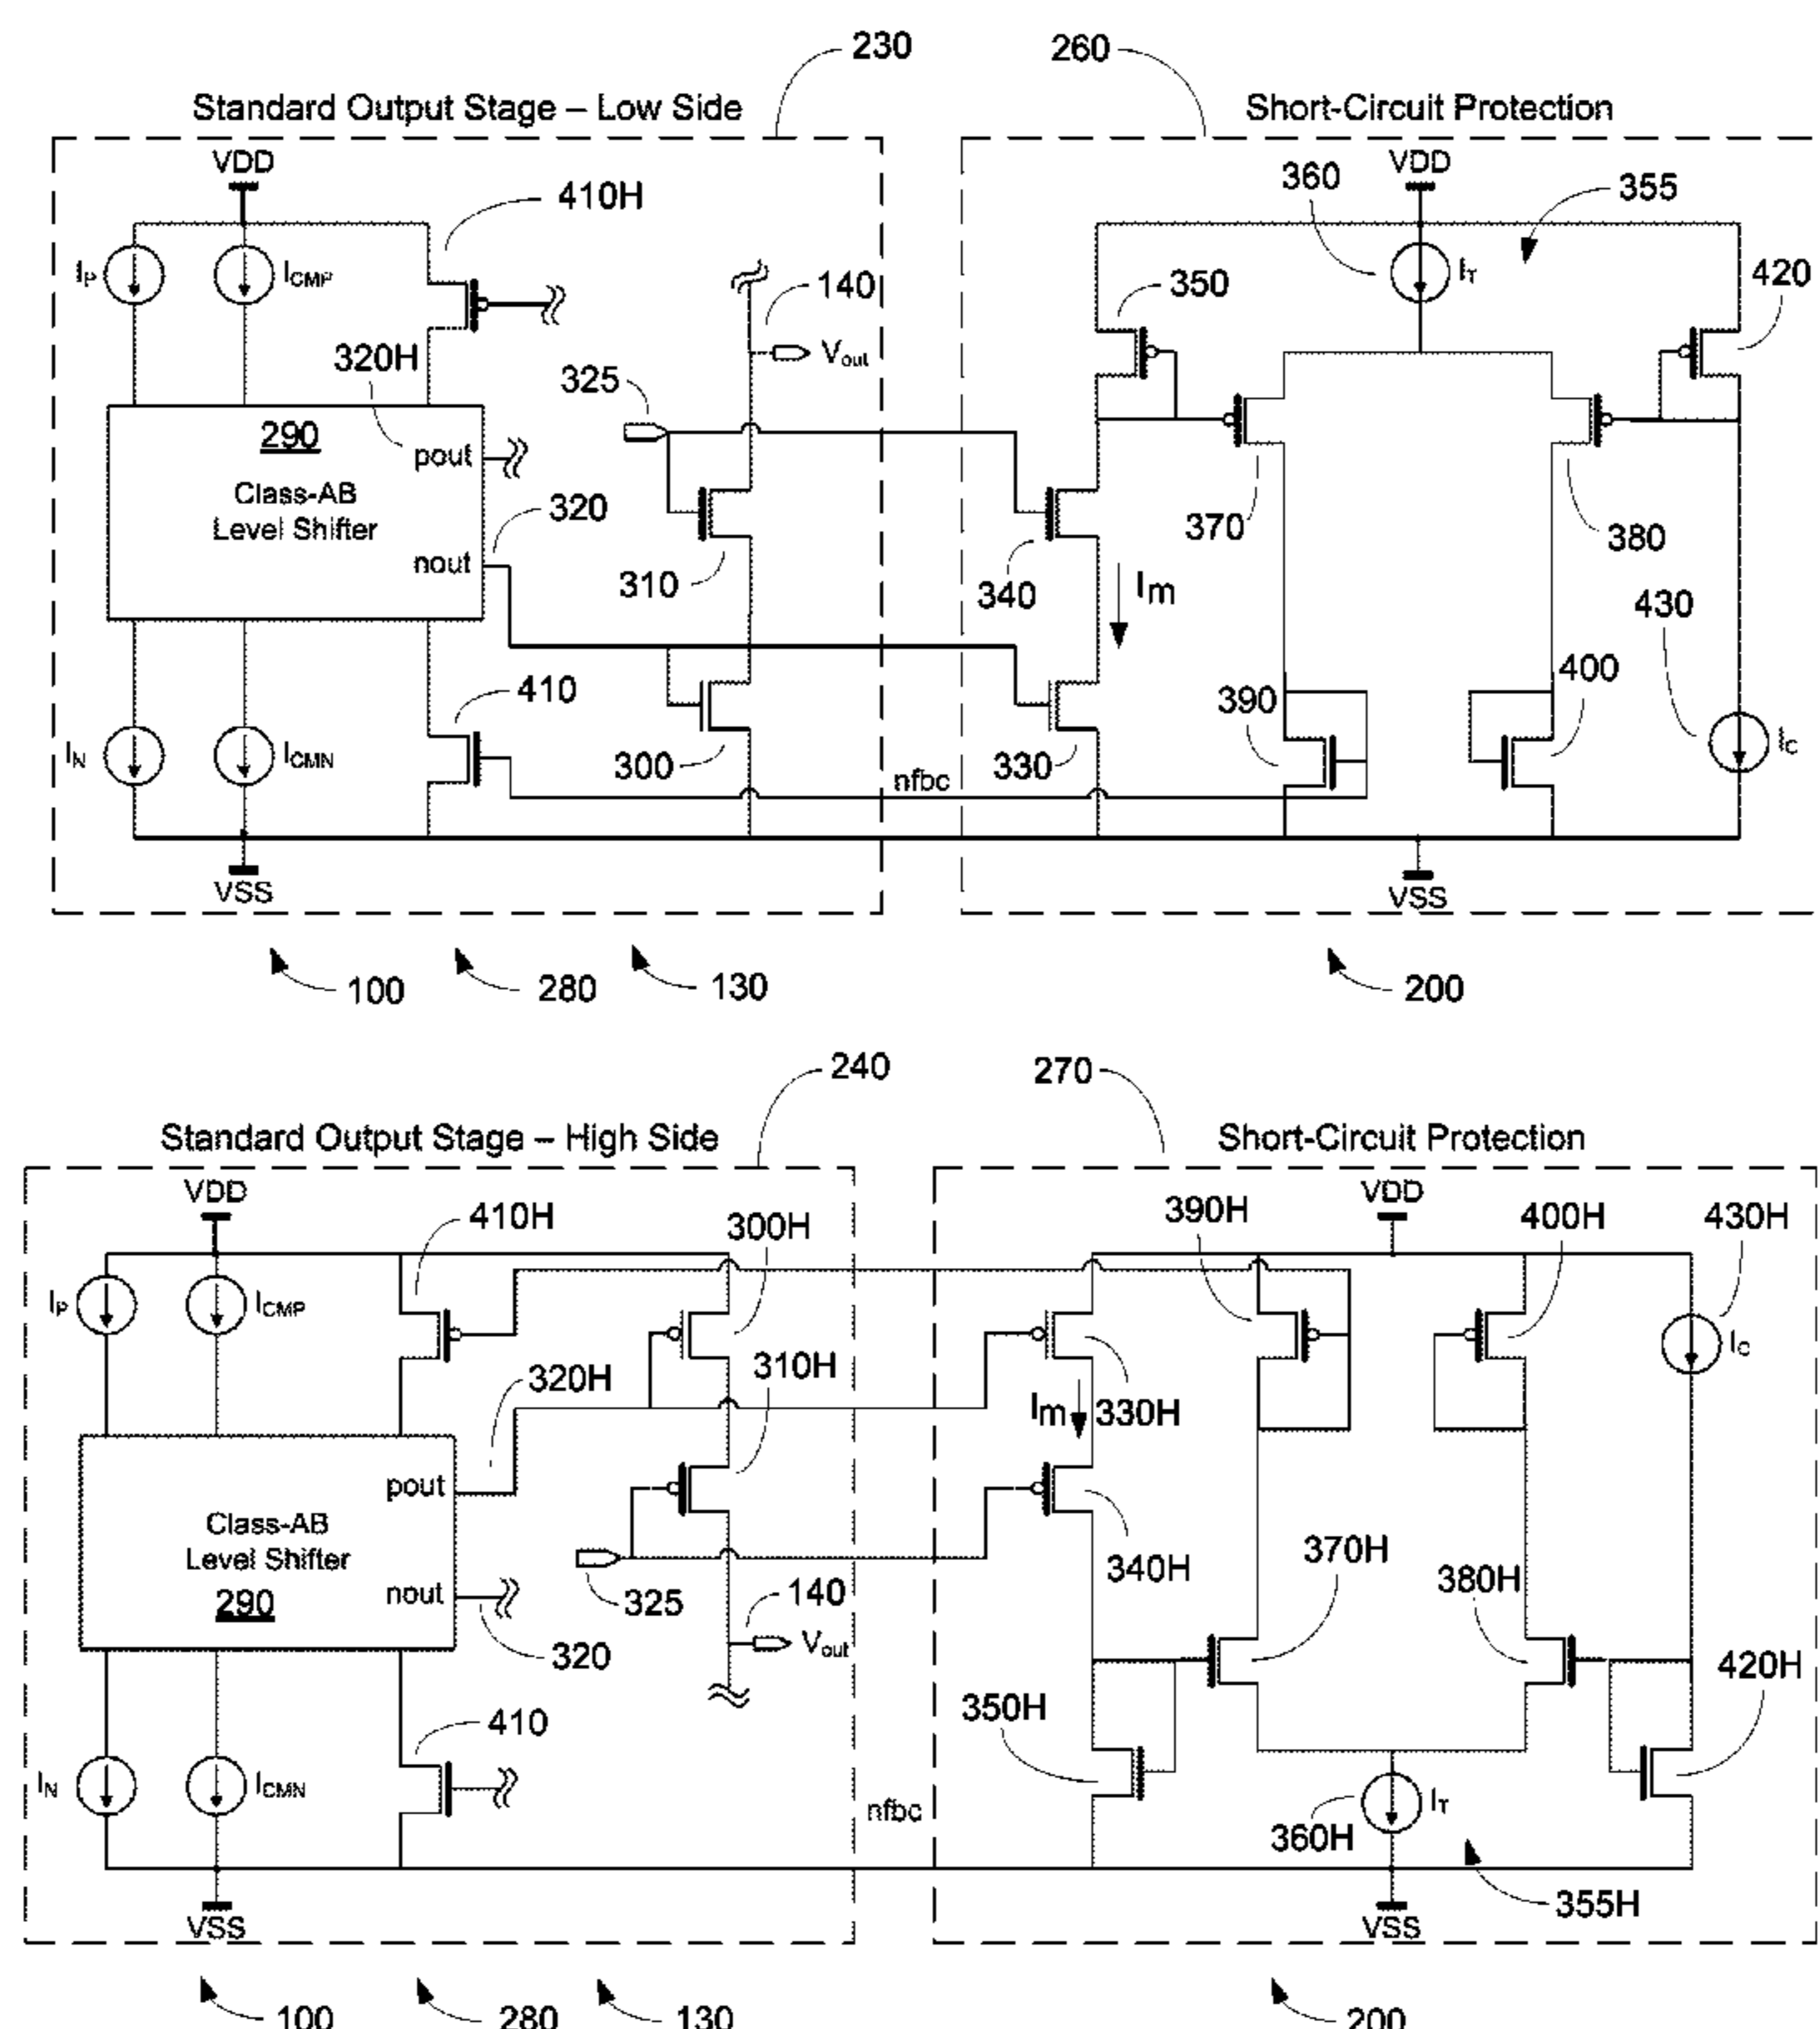 230
260
Standard Output Stage – Low Side
Short-Circuit Protection
VDD
410H
VDD
360
355
IP
ICMP
IT
420
140
350
320H
Vout
325
290
pout
Class-AB
Level Shifter
320
nout
370
380
310
340
Im
430
410
400
390
IN
ICMN
300
330
IC
nfbc
VSS
VSS
100
280
130
200
240
270
Standard Output Stage – High Side
Short-Circuit Protection
VDD
410H
300H
390H
VDD
400H
430H
IP
ICMP
IC
310H
320H
Im
330H
pout
Class-AB
Level Shifter
340H
370H
380H
nout
290
325
140
320
Vout
420H
350H
410
IN
ICMN
nfbc
IT
360H
355H
VSS
VSS
100
280
130
200